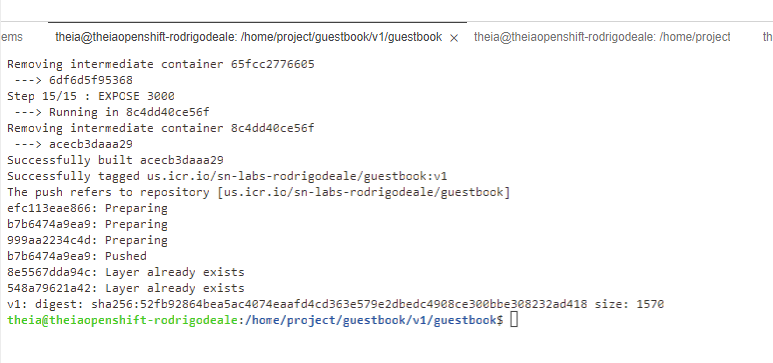 ems
theia@theiaopenshift-rodrigodeale: /home/project/guestbook/v1/guestbook ×
theia@theiaopenshift-rodrigodeale: /home/project
th
Removing intermediate container 65fcc2776605
---> 6df6d5f95368
Step 15/15 : EXPOSE 3000
---> Running in 8c4dd40ce56f
Removing intermediate container 8c4dd40ce56f
---> acecb3daaa29
Successfully built acecb3daaa29
Successfully tagged us.icr.io/sn-labs-rodrigodeale/guestbook:v1
The push refers to repository [us.icr.io/sn-labs-rodrigodeale/guestbook]
efc113eae866: Preparing
b7b6474a9ea9: Preparing
999aa2234c4d: Preparing
b7b6474a9ea9: Pushed
8e5567dda94c: Layer already exists
548a79621a42: Layer already exists
v1: digest: sha256:52fb92864bea5ac4074eaafd4cd363e579e2dbedc4908ce300bbe308232ad418 size: 1570
theia@theiaopenshift-rodrigodeale:/home/project/guestbook/v1/guestbook$